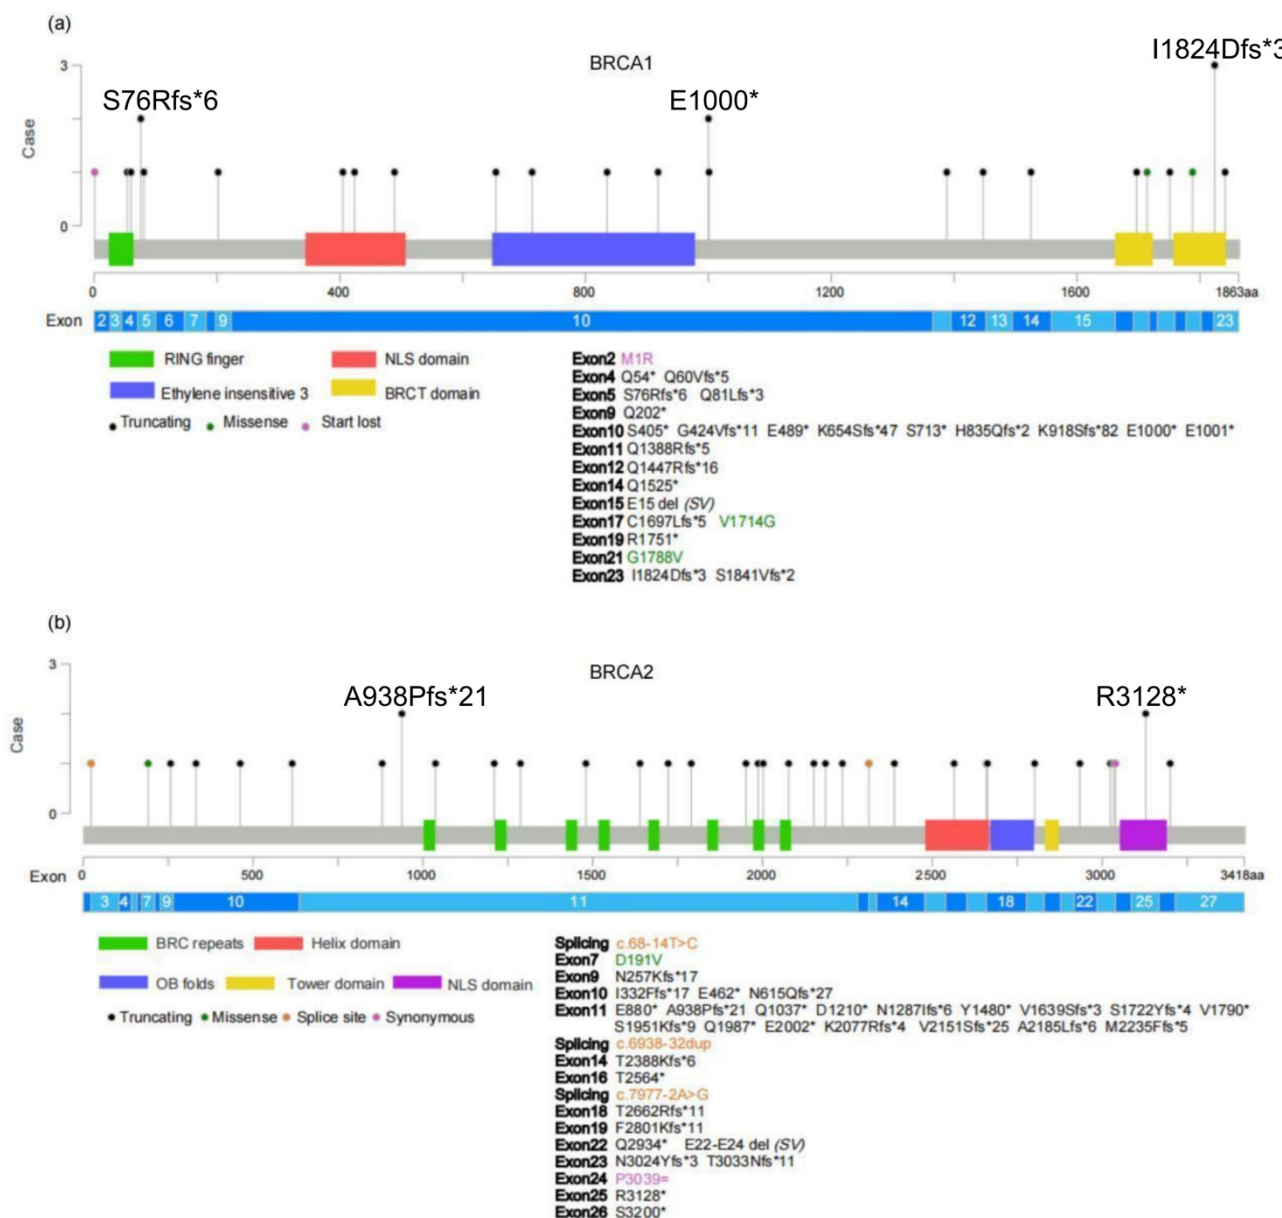 (a)
I1824Dfs*3
BRCA1
3
S76Rfs*6
E1000*
Case
0
0 400 800 1200 1600 1863aa
Exon 2 3 4 5 6 7 9 10 12 13 14 15 23
RING finger NLS domain
Ethylene insensitive 3 BRCT domain
Truncating Missense Start lost
Exon2 M1R
Exon4 Q54* Q60Vfs*5
Exon5 S76Rfs*6 Q81Lfs*3
Exon9 Q202*
Exon10 S405* G424Vfs*11 E489* K654Sfs*47 S713* H835Qfs*2 K918Sfs*82 E1000* E1001*
Exon11 Q1388Rfs*5
Exon12 Q1447Rfs*16
Exon14 Q1525*
Exon15 E15 del (SV)
Exon17 C1697Lfs*5 V1714G
Exon19 R1751*
Exon21 G1788V
Exon23 I1824Dfs*3 S1841Vfs*2
(b)
BRCA2
3
A938Pfs*21
R3128*
Case
0
0 500 1000 1500 2000 2500 3000 3418aa
Exon
3 4 7 9 10 11 14 18 22 25 27
BRC repeats Helix domain
OB folds Tower domain NLS domain
Truncating Missense Splice site Synonymous
Splicing c.68-14T>C
Exon7 D191V
Exon9 N257Kfs*17
Exon10 I332Ffs*17 E462* N615Qfs*27
Exon11 E880* A938Pfs*21 Q1037* D1210* N1287Ifs*6 Y1480* V1639Sfs*3 S1722Yfs*4 V1790*
S1951Kfs*9 Q1987* E2002* K2077Rfs*4 V2151Sfs*25 A2185Lfs*6 M2235Ffs*5
Splicing c.6938-32dup
Exon14 T2388Kfs*6
Exon16 T2564*
Splicing c.7977-2A>G
Exon18 T2662Rfs*11
Exon19 F2801Kfs*11
Exon22 Q2934* E22-E24 del (SV)
Exon23 N3024Yfs*3 T3033Nfs*11
Exon24 P3039=
Exon25 R3128*
Exon26 S3200*